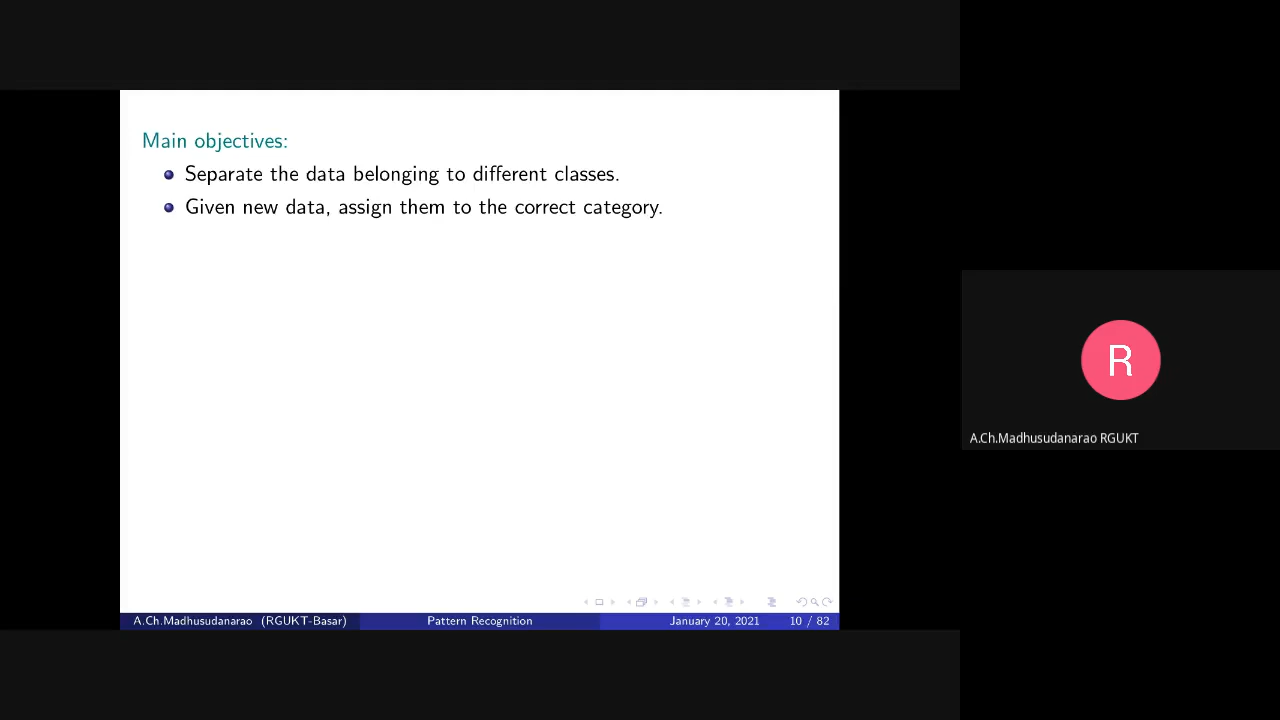 Main objectives:
Separate the data belonging to different classes.
Given new data, assign them to the correct category.
R
A.Ch.Madhusudanarao RGUKT
A.Ch.Madhusudanarao (RGUKT-Basar) Pattern Recognition January 20, 2021 10 / 82